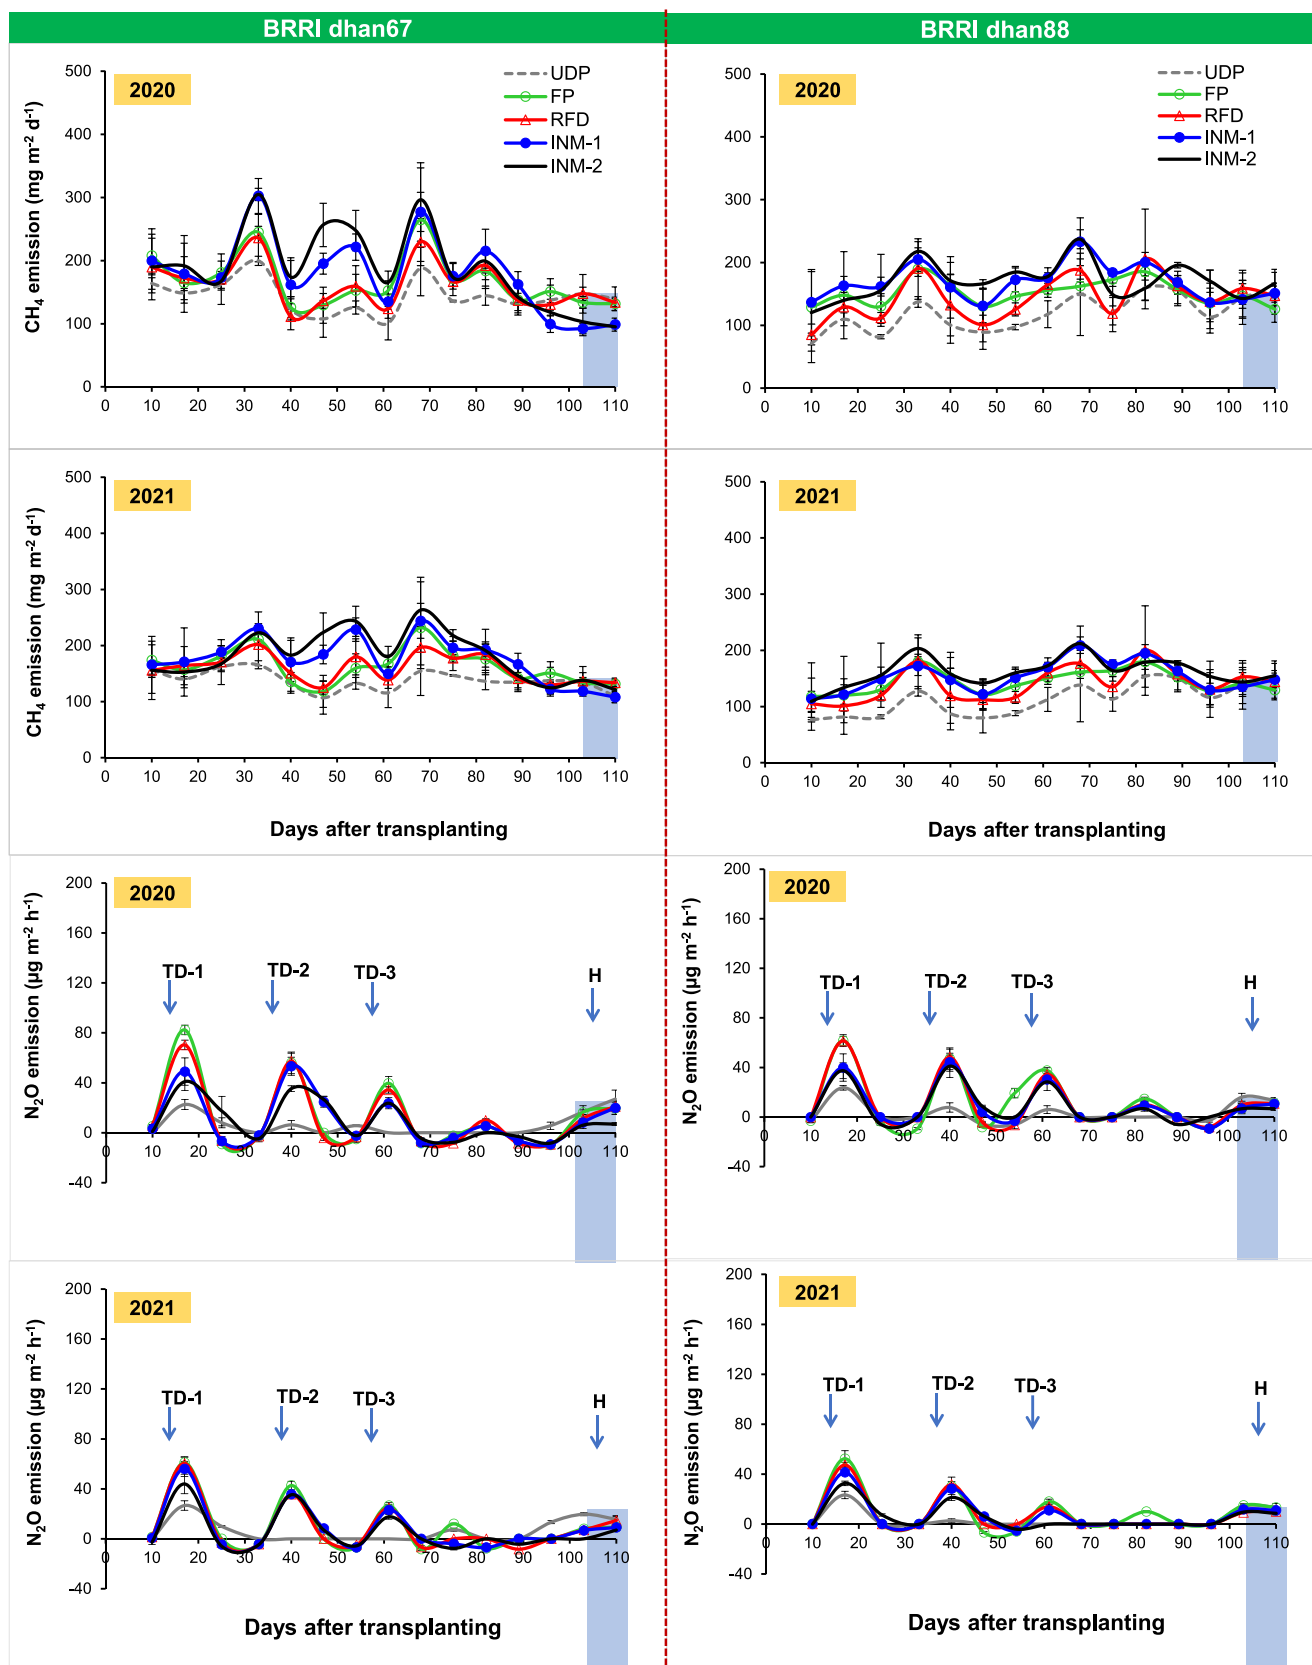 BRRI dhan67
BRRI dhan88
2020
UDP
FP
RFD
INM-1
INM-2
CH₄ emission (mg m⁻² d⁻¹)
500
400
300
200
100
0
0 10 20 30 40 50 60 70 80 90 100 110
2020
UDP
FP
RFD
INM-1
INM-2
500
400
300
200
100
0
0 10 20 30 40 50 60 70 80 90 100 110
2021
CH₄ emission (mg m⁻² d⁻¹)
500
400
300
200
100
0
0 10 20 30 40 50 60 70 80 90 100 110
Days after transplanting
2021
500
400
300
200
100
0
0 10 20 30 40 50 60 70 80 90 100 110
Days after transplanting
2020
N₂O emission (µg m⁻² h⁻¹)
200
160
120
80
40
0
-40
TD-1 TD-2 TD-3 H
0 10 20 30 40 50 60 70 80 90 100 110
2020
N₂O emission (µg m⁻² h⁻¹)
200
160
120
80
40
0
-40
TD-1 TD-2 TD-3 H
0 10 20 30 40 50 60 70 80 90 100 110
2021
N₂O emission (µg m⁻² h⁻¹)
200
160
120
80
40
0
-40
TD-1 TD-2 TD-3 H
0 10 20 30 40 50 60 70 80 90 100 110
Days after transplanting
2021
N₂O emission (µg m⁻² h⁻¹)
200
160
120
80
40
0
-40
TD-1 TD-2 TD-3 H
0 10 20 30 40 50 60 70 80 90 100 110
Days after transplanting